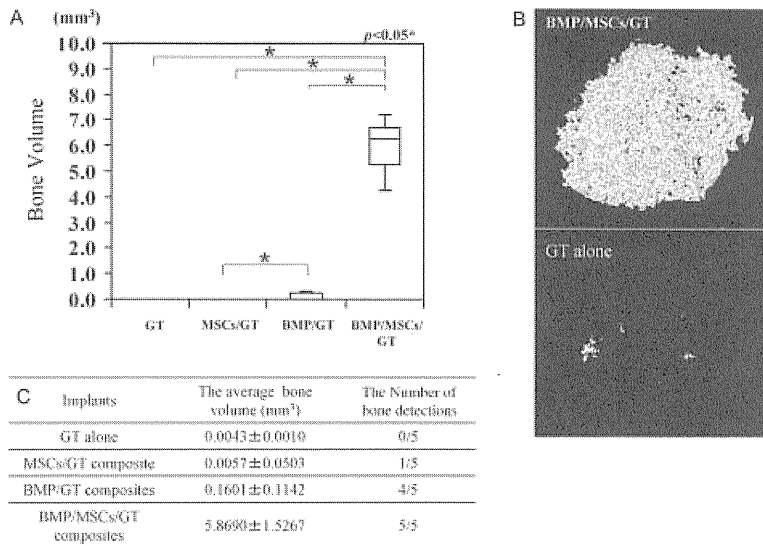 A
(mm³)
p<0.05*
10.0
9.0
8.0
7.0
6.0
5.0
4.0
3.0
2.0
1.0
0.0
Bone Volume
*
*
*
*
GT
MSCs/GT
BMP/GT
BMP/MSCs/
GT
B
BMP/MSCs/GT
GT alone
C
Implants
The average bone
volume (mm³)
The Number of
bone detections
GT alone
0.0043±0.0010
0/5
MSCs/GT composite
0.0057±0.0503
1/5
BMP/GT composites
0.1601±0.1142
4/5
BMP/MSCs/GT
composites
5.8690±1.5267
5/5